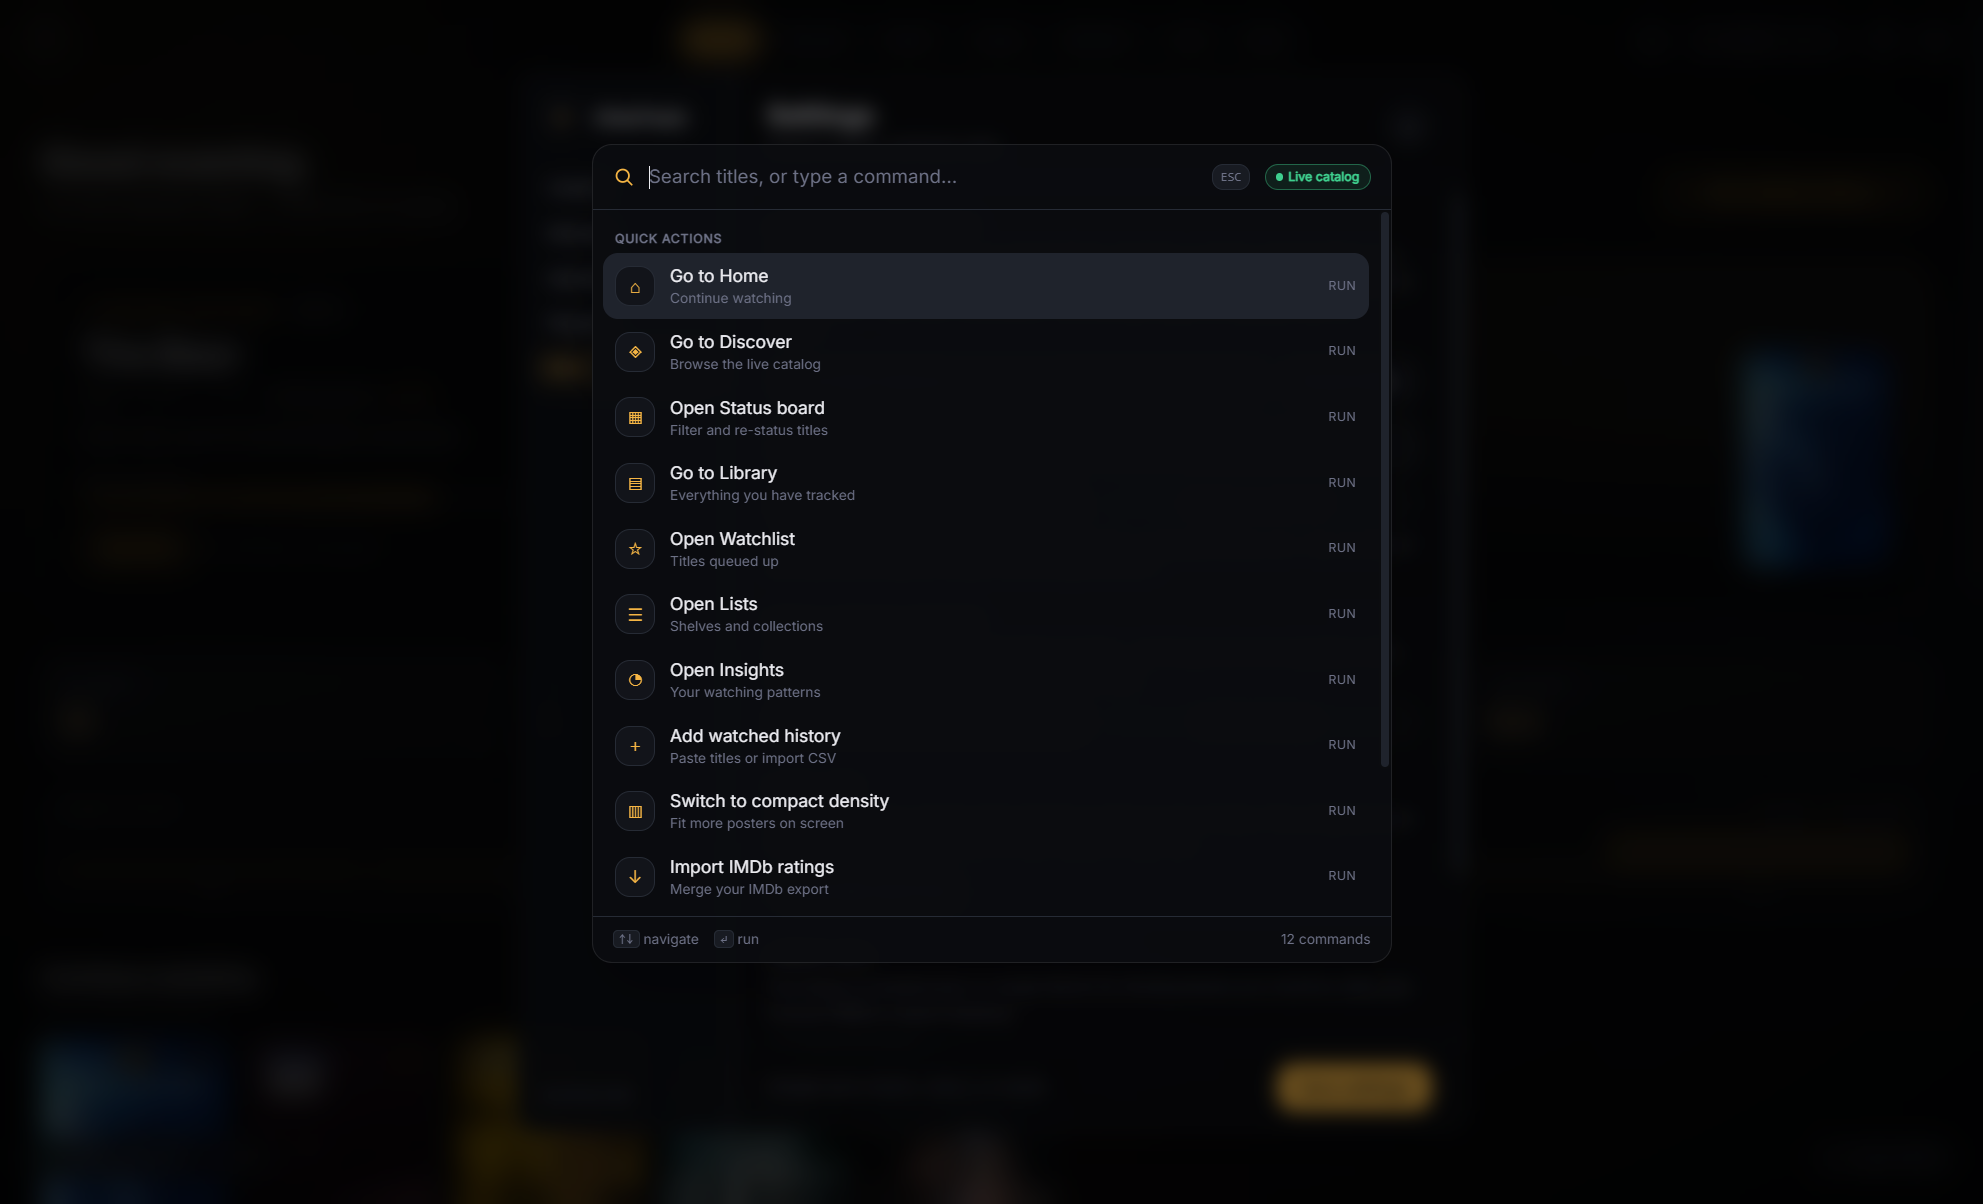 Search titles, or type a command...
ESC
Live catalog
QUICK ACTIONS
Go to Home
Continue watching
RUN
Go to Discover
Browse the live catalog
RUN
Open Status board
Filter and re-status titles
RUN
Go to Library
Everything you have tracked
RUN
Open Watchlist
Titles queued up
RUN
Open Lists
Shelves and collections
RUN
Open Insights
Your watching patterns
RUN
Add watched history
Paste titles or import CSV
RUN
Switch to compact density
Fit more posters on screen
RUN
Import IMDb ratings
Merge your IMDb export
RUN
↑↓ navigate ↵ run
12 commands